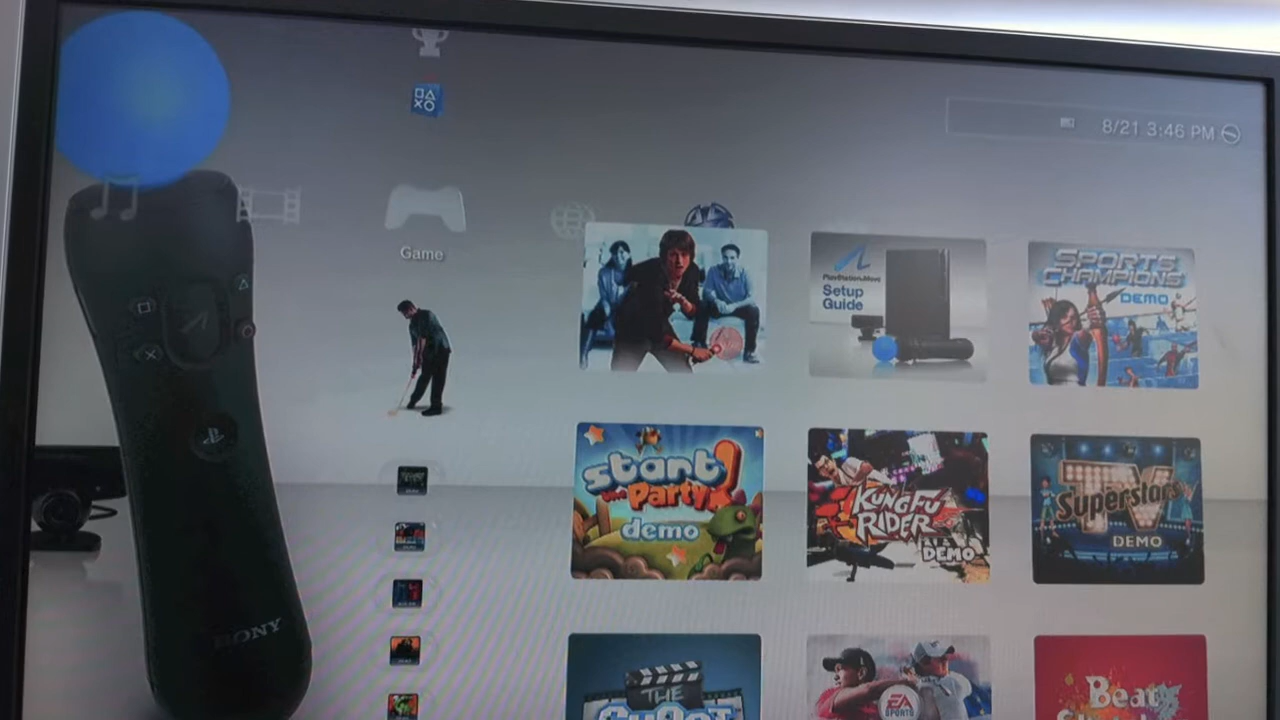 8/21 3:46 PM
Game
PlayStation Move
Setup
Guide
SPORTS
CHAMPIONS
DEMO
start
the Party!
demo
KUNG FU
RIDER
DEMO
TV
Superstars
DEMO
SONY
THE
EA
SPORTS
Beat